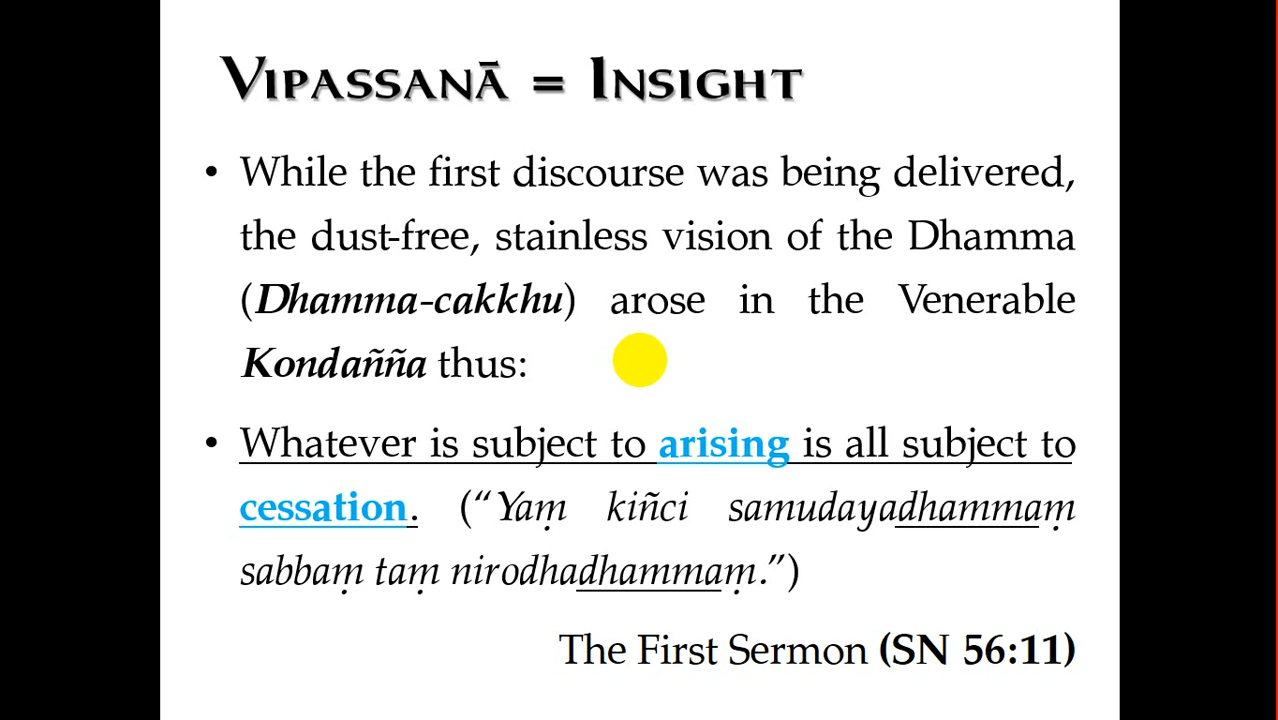 Vipassanā = Insight
• While the first discourse was being delivered,
the dust-free, stainless vision of the Dhamma
(Dhamma-cakkhu) arose in the Venerable
Kondañña thus:
• Whatever is subject to arising is all subject to
cessation. (“Yaṃ kiñci samudayadhammaṃ
sabbaṃ taṃ nirodhadhammaṃ.”)
The First Sermon (SN 56:11)